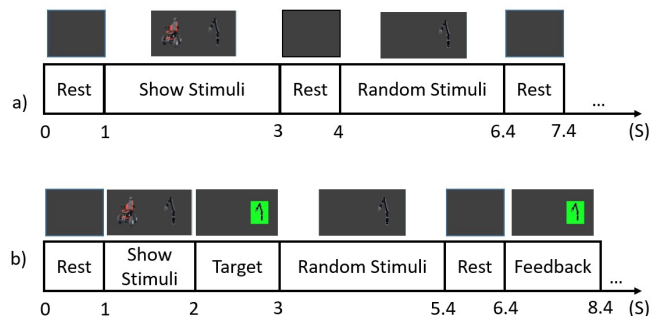 a)
Rest Show Stimuli Rest Random Stimuli Rest ...
0 1 3 4 6.4 7.4 (S)
b)
Rest Show Stimuli Target Random Stimuli Rest Feedback ...
0 1 2 3 5.4 6.4 8.4 (S)